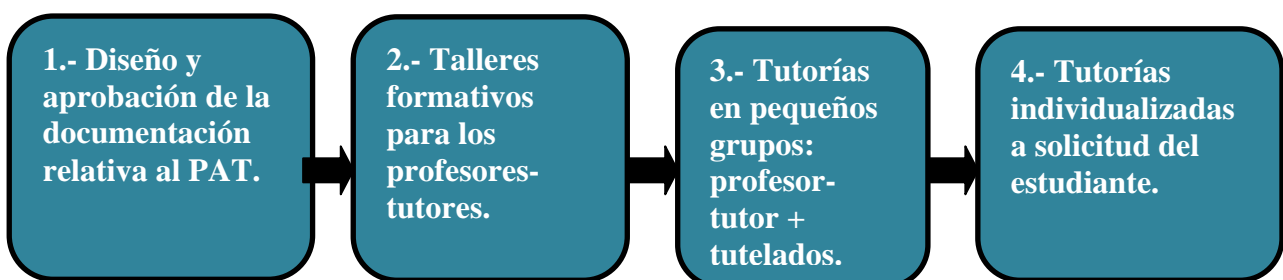 1.- Diseño y
aprobación de la
documentación
relativa al PAT.
2.- Talleres
formativos
para los
profesores-
tutores.
3.- Tutorías
en pequeños
grupos:
profesor-
tutor +
tutelados.
4.- Tutorías
individualizadas
a solicitud del
estudiante.